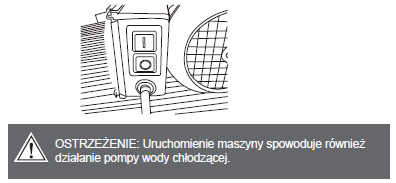 I
O
OSTRZEŻENIE: Uruchomienie maszyny spowoduje również
działanie pompy wody chłodzącej.